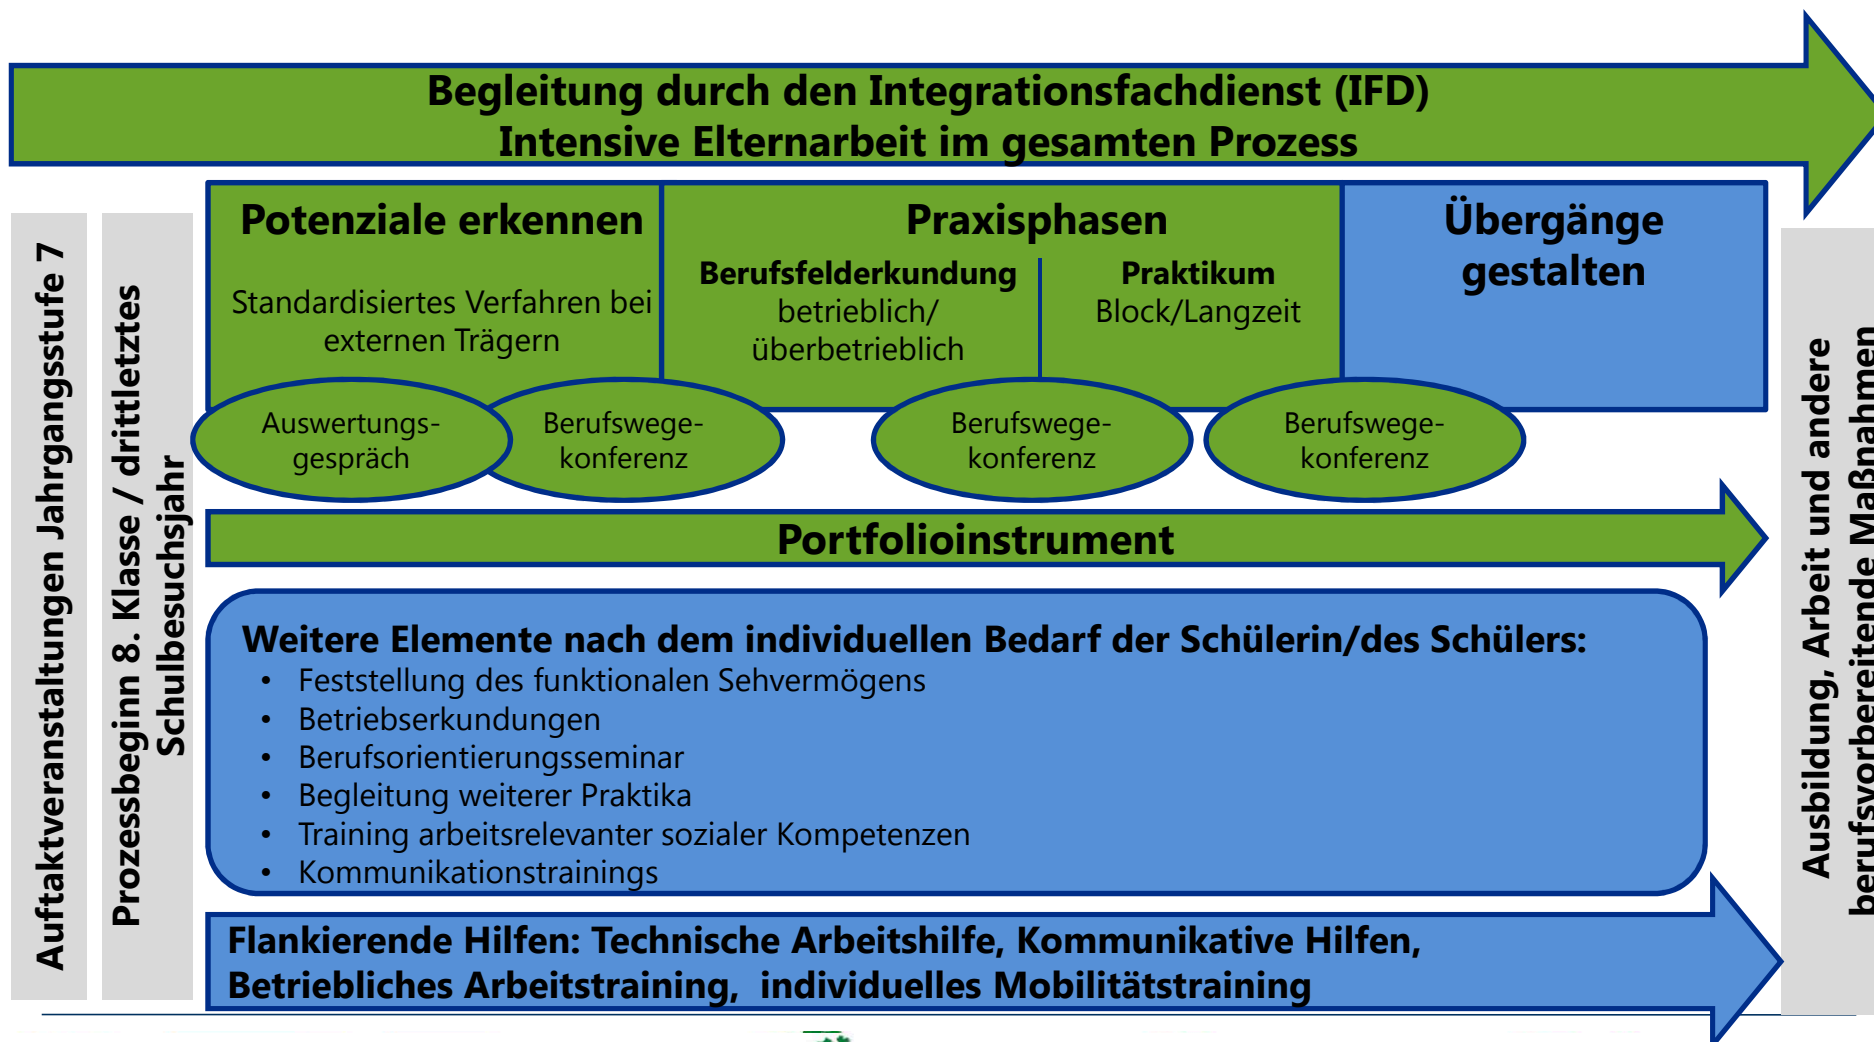 Begleitung durch den Integrationsfachdienst (IFD)
Intensive Elternarbeit im gesamten Prozess
Auftaktveranstaltungen Jahrgangsstufe 7
Prozessbeginn 8. Klasse / drittletztes
Schulbesuchsjahr
Potenziale erkennen
Standardisiertes Verfahren bei
externen Trägern
Praxisphasen
Berufsfelderkundung
betrieblich/
überbetrieblich
Praktikum
Block/Langzeit
Übergänge
gestalten
Auswertungs-
gespräch
Berufswege-
konferenz
Berufswege-
konferenz
Berufswege-
konferenz
Portfolioinstrument
Weitere Elemente nach dem individuellen Bedarf der Schülerin/des Schülers:
• Feststellung des funktionalen Sehvermögens
• Betriebserkundungen
• Berufsorientierungsseminar
• Begleitung weiterer Praktika
• Training arbeitsrelevanter sozialer Kompetenzen
• Kommunikationstrainings
Flankierende Hilfen: Technische Arbeitshilfe, Kommunikative Hilfen,
Betriebliches Arbeitstraining, individuelles Mobilitätstraining
Ausbildung, Arbeit und andere
berufsvorbereitende Maßnahmen